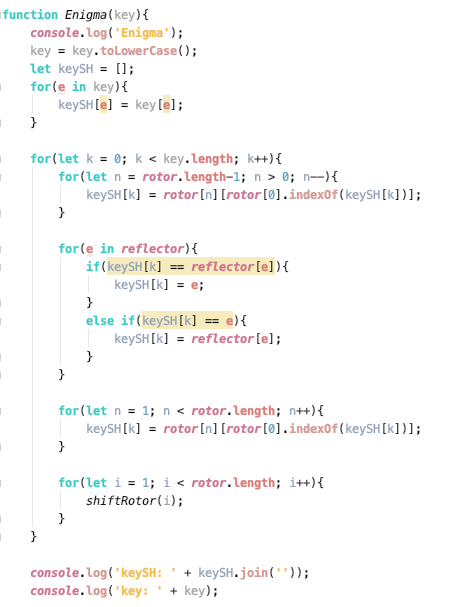 function Enigma(key){
console.log('Enigma');
key = key.toLowerCase();
let keySH = [];
for(e in key){
keySH[e] = key[e];
}
for(let k = 0; k < key.length; k++){
for(let n = rotor.length-1; n > 0; n--){
keySH[k] = rotor[n][rotor[0].indexOf(keySH[k])];
}
for(e in reflector){
if(keySH[k] == reflector[e]){
keySH[k] = e;
}
else if(keySH[k] == e){
keySH[k] = reflector[e];
}
}
for(let n = 1; n < rotor.length; n++){
keySH[k] = rotor[n][rotor[0].indexOf(keySH[k])];
}
for(let i = 1; i < rotor.length; i++){
shiftRotor(i);
}
}
console.log('keySH: ' + keySH.join(''));
console.log('key: ' + key);